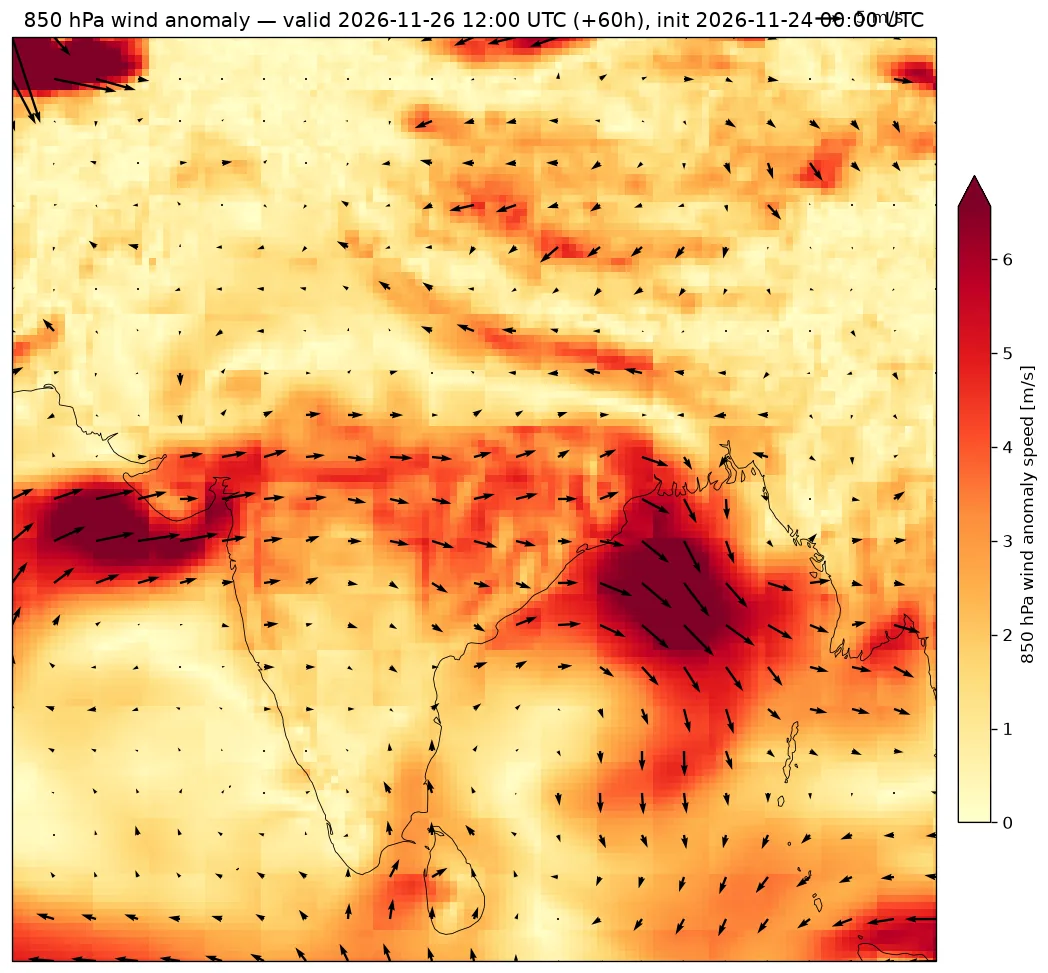 850 hPa wind anomaly — valid 2026-11-26 12:00 UTC (+60h), init 2026-11-24 00:00 UTC
5 m/s
6
5
4
3
2
1
0
850 hPa wind anomaly speed [m/s]